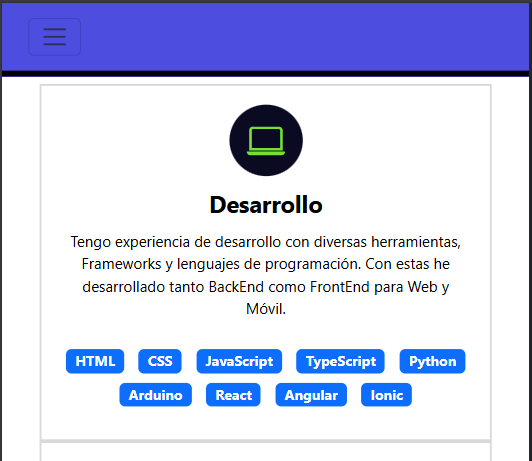 Desarrollo
Tengo experiencia de desarrollo con diversas herramientas,
Frameworks y lenguajes de programación. Con estas he
desarrollado tanto BackEnd como FrontEnd para Web y
Móvil.
HTML CSS JavaScript TypeScript Python
Arduino React Angular Ionic